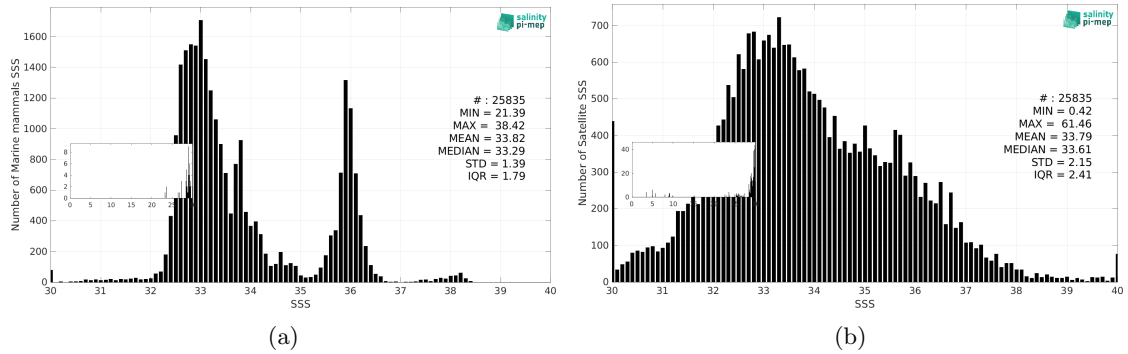 salinity
pi-mep
Number of Marine mammals SSS
1600
1400
1200
1000
800
600
400
200
0
# : 25835
MIN = 21.39
MAX = 38.42
MEAN = 33.82
MEDIAN = 33.29
STD = 1.39
IQR = 1.79
8
6
4
2
0
0 5 10 15 20 25 30
30 31 32 33 34 35 36 37 38 39 40
SSS
(a)
salinity
pi-mep
Number of Satellite SSS
700
600
500
400
300
200
100
0
# : 25835
MIN = 0.42
MAX = 61.46
MEAN = 33.79
MEDIAN = 33.61
STD = 2.15
IQR = 2.41
40
20
0
0 5 10 15 20
30 31 32 33 34 35 36 37 38 39 40
SSS
(b)